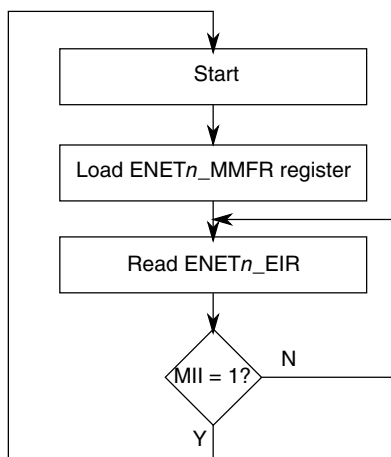 Start
Load ENETn_MMFR register
Read ENETn_EIR
MII = 1?
N
Y